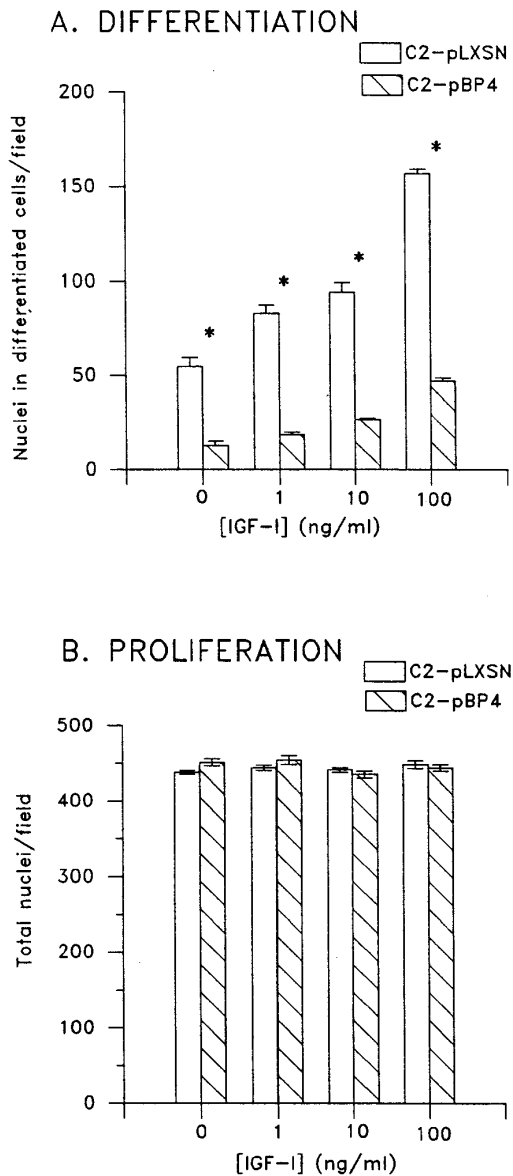 A. DIFFERENTIATION
C2-pLXSN
C2-pBP4
Nuclei in differentiated cells/field
200
150
100
50
0
*
*
*
*
0 1 10 100
[IGF-I] (ng/ml)
B. PROLIFERATION
C2-pLXSN
C2-pBP4
Total nuclei/field
500
400
300
200
100
0
0 1 10 100
[IGF-I] (ng/ml)